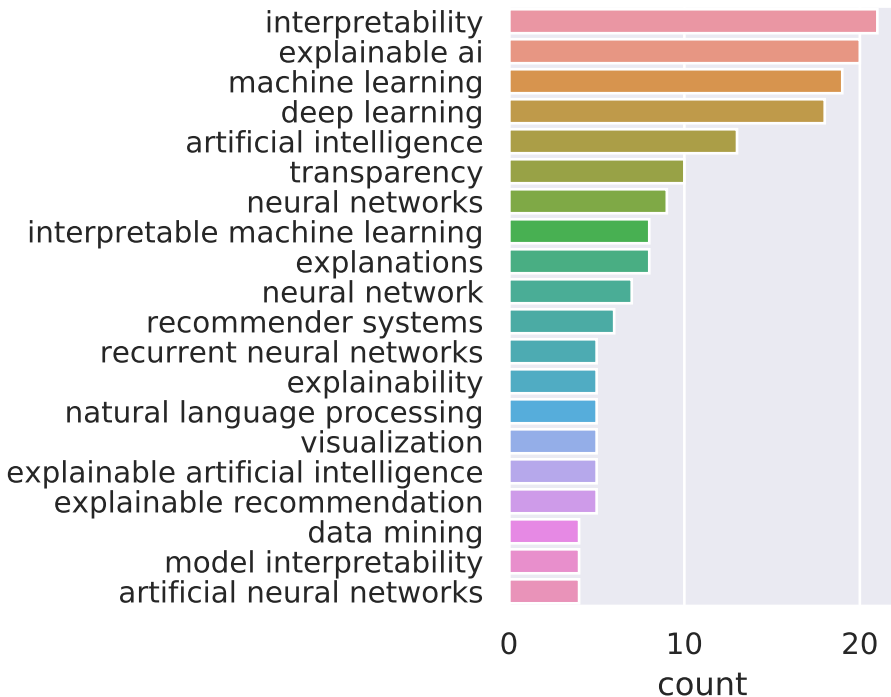 interpretability
explainable ai
machine learning
deep learning
artificial intelligence
transparency
neural networks
interpretable machine learning
explanations
neural network
recommender systems
recurrent neural networks
explainability
natural language processing
visualization
explainable artificial intelligence
explainable recommendation
data mining
model interpretability
artificial neural networks
0 10 20
count